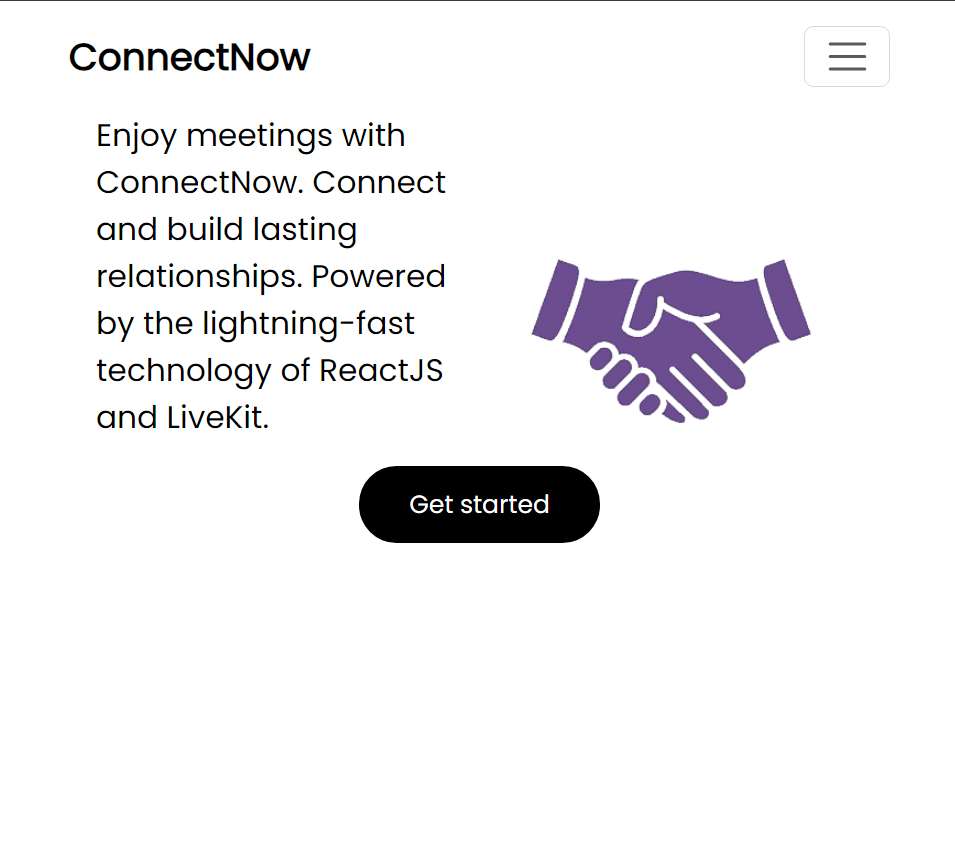 ConnectNow
Enjoy meetings with
ConnectNow. Connect
and build lasting
relationships. Powered
by the lightning-fast
technology of ReactJS
and LiveKit.
Get started